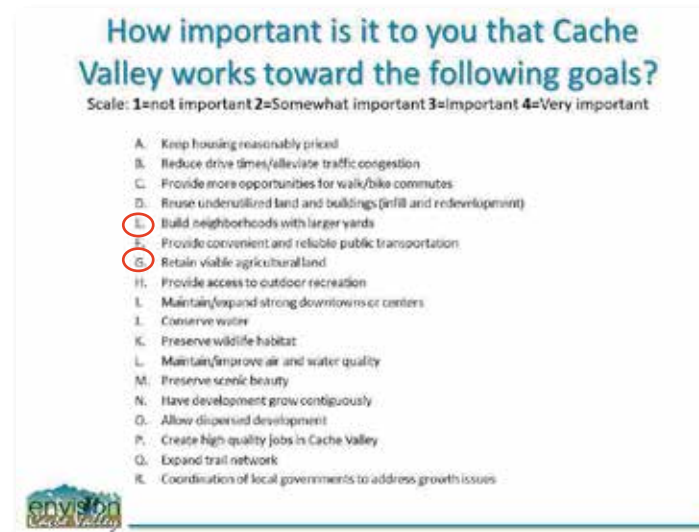 How important is it to you that Cache
Valley works toward the following goals?
Scale: 1=not important 2=Somewhat important 3=Important 4=Very important
A. Keep housing reasonably priced
B. Reduce drive times/alleviate traffic congestion
C. Provide more opportunities for walk/bike commutes
D. Reuse underutilized land and buildings (infill and redevelopment)
E. Build neighborhoods with larger yards
F. Provide convenient and reliable public transportation
G. Retain viable agricultural land
H. Provide access to outdoor recreation
I. Maintain/expand strong downtowns or centers
J. Conserve water
K. Preserve wildlife habitat
L. Maintain/improve air and water quality
M. Preserve scenic beauty
N. Have development grow contiguously
O. Allow dispersed development
P. Create high quality jobs in Cache Valley
Q. Expand trail network
R. Coordination of local governments to address growth issues
envision
Cache Valley